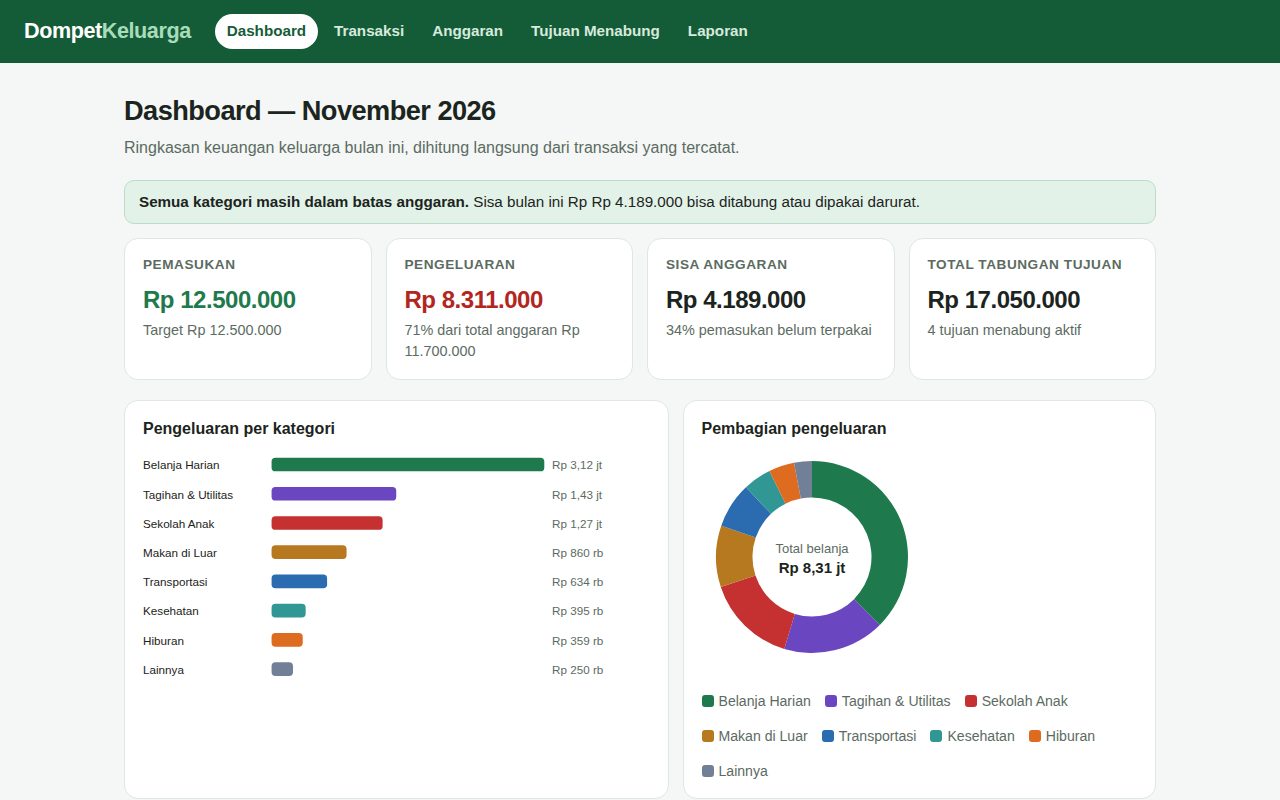 DompetKeluarga Dashboard Transaksi Anggaran Tujuan Menabung Laporan
Dashboard — November 2026
Ringkasan keuangan keluarga bulan ini, dihitung langsung dari transaksi yang tercatat.
Semua kategori masih dalam batas anggaran. Sisa bulan ini Rp Rp 4.189.000 bisa ditabung atau dipakai darurat.
PEMASUKAN
Rp 12.500.000
Target Rp 12.500.000
PENGELUARAN
Rp 8.311.000
71% dari total anggaran Rp
11.700.000
SISA ANGGARAN
Rp 4.189.000
34% pemasukan belum terpakai
TOTAL TABUNGAN TUJUAN
Rp 17.050.000
4 tujuan menabung aktif
Pengeluaran per kategori
Belanja Harian Rp 3,12 jt
Tagihan & Utilitas Rp 1,43 jt
Sekolah Anak Rp 1,27 jt
Makan di Luar Rp 860 rb
Transportasi Rp 634 rb
Kesehatan Rp 395 rb
Hiburan Rp 359 rb
Lainnya Rp 250 rb
Pembagian pengeluaran
Total belanja
Rp 8,31 jt
Belanja Harian Tagihan & Utilitas Sekolah Anak
Makan di Luar Transportasi Kesehatan Hiburan
Lainnya